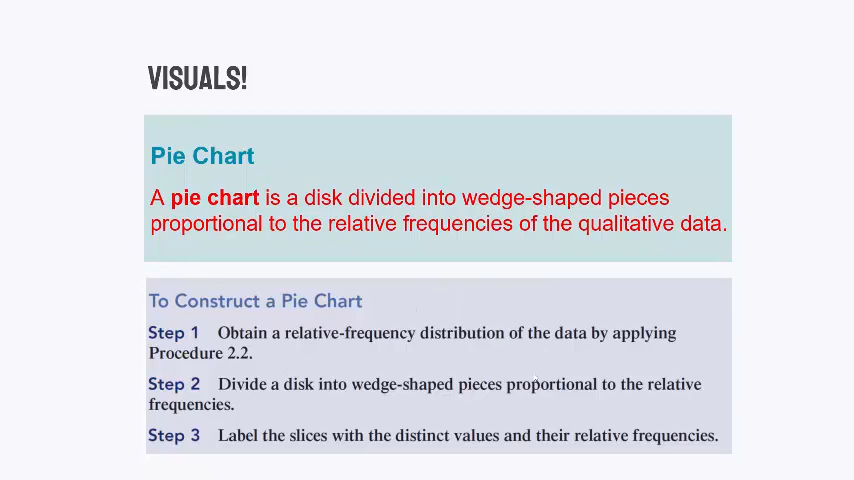 VISUALS!
Pie Chart
A pie chart is a disk divided into wedge-shaped pieces
proportional to the relative frequencies of the qualitative data.
To Construct a Pie Chart
Step 1 Obtain a relative-frequency distribution of the data by applying
Procedure 2.2.
Step 2 Divide a disk into wedge-shaped pieces proportional to the relative
frequencies.
Step 3 Label the slices with the distinct values and their relative frequencies.